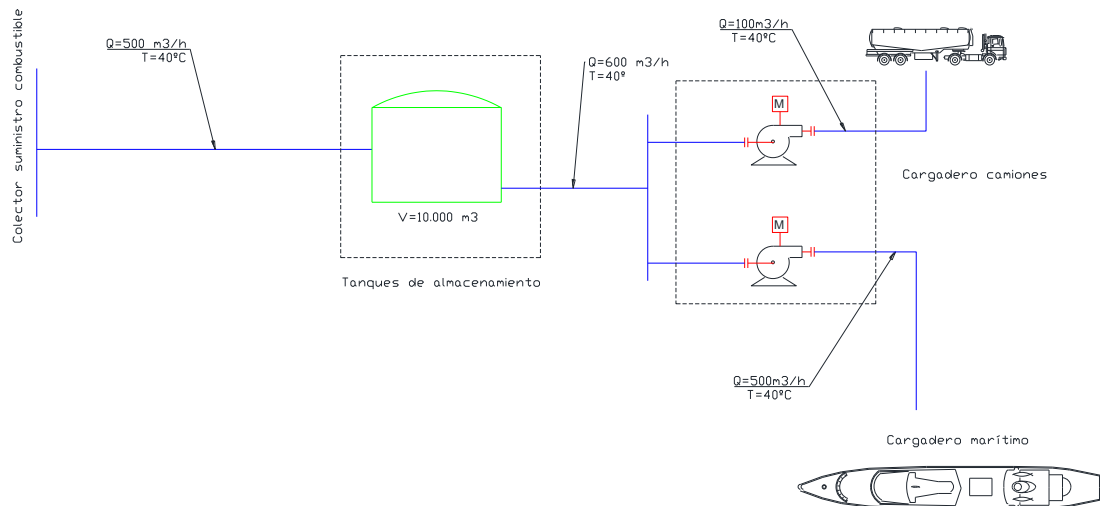 Colector suministro combustible
Q=500 m3/h
T=40ºC
V=10.000 m3
Tanques de almacenamiento
Q=600 m3/h
T=40º
M
M
Q=100m3/h
T=40ºC
Cargadero camiones
Q=500m3/h
T=40ºC
Cargadero marítimo